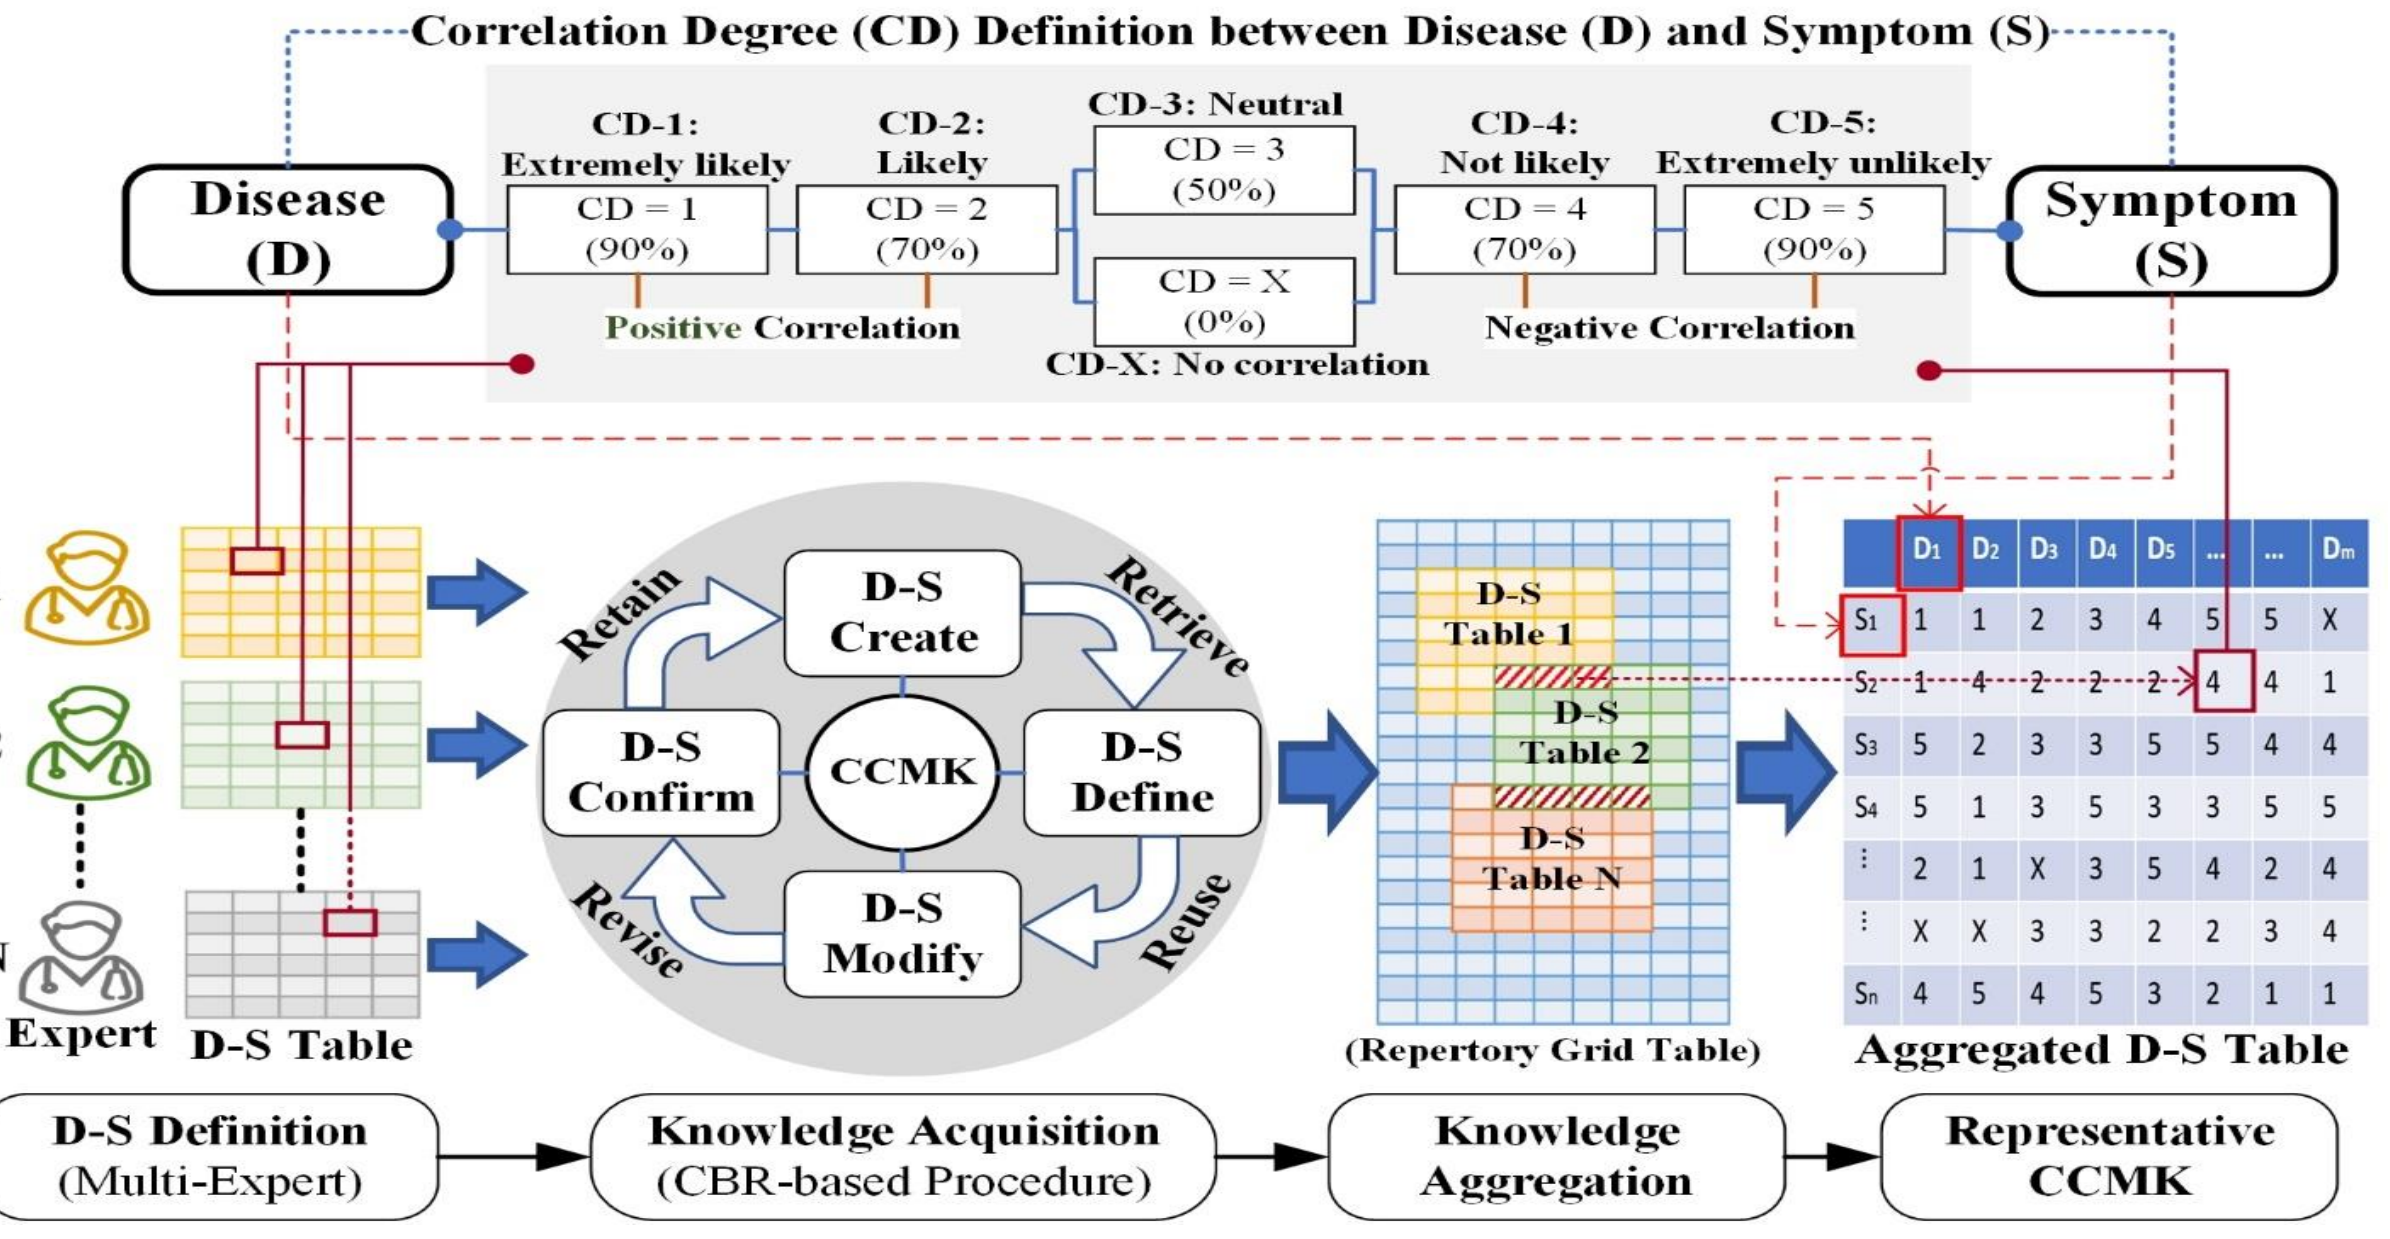 Correlation Degree (CD) Definition between Disease (D) and Symptom (S)
CD-3: Neutral
CD-1:
Extremely likely
CD-2:
Likely
CD-4:
Not likely
CD-5:
Extremely unlikely
Disease
(D)
CD = 1
(90%)
CD = 2
(70%)
CD = 3
(50%)
CD = X
(0%)
CD = 4
(70%)
CD = 5
(90%)
Symptom
(S)
Positive Correlation
Negative Correlation
CD-X: No correlation
Expert
D-S Table
Retain
Retrieve
Reuse
Revise
D-S
Create
D-S
Define
D-S
Modify
D-S
Confirm
CCMK
D-S
Table 1
D-S
Table 2
D-S
Table N
(Repertory Grid Table)
D1 D2 D3 D4 D5 ... ... Dm
S1 1 1 2 3 4 5 5 X
S2 1 4 2 2 2 4 4 1
S3 5 2 3 3 5 5 4 4
S4 5 1 3 5 3 3 5 5
⋮ 2 1 X 3 5 4 2 4
⋮ X X 3 3 2 2 3 4
Sn 4 5 4 5 3 2 1 1
Aggregated D-S Table
D-S Definition
(Multi-Expert)
Knowledge Acquisition
(CBR-based Procedure)
Knowledge
Aggregation
Representative
CCMK